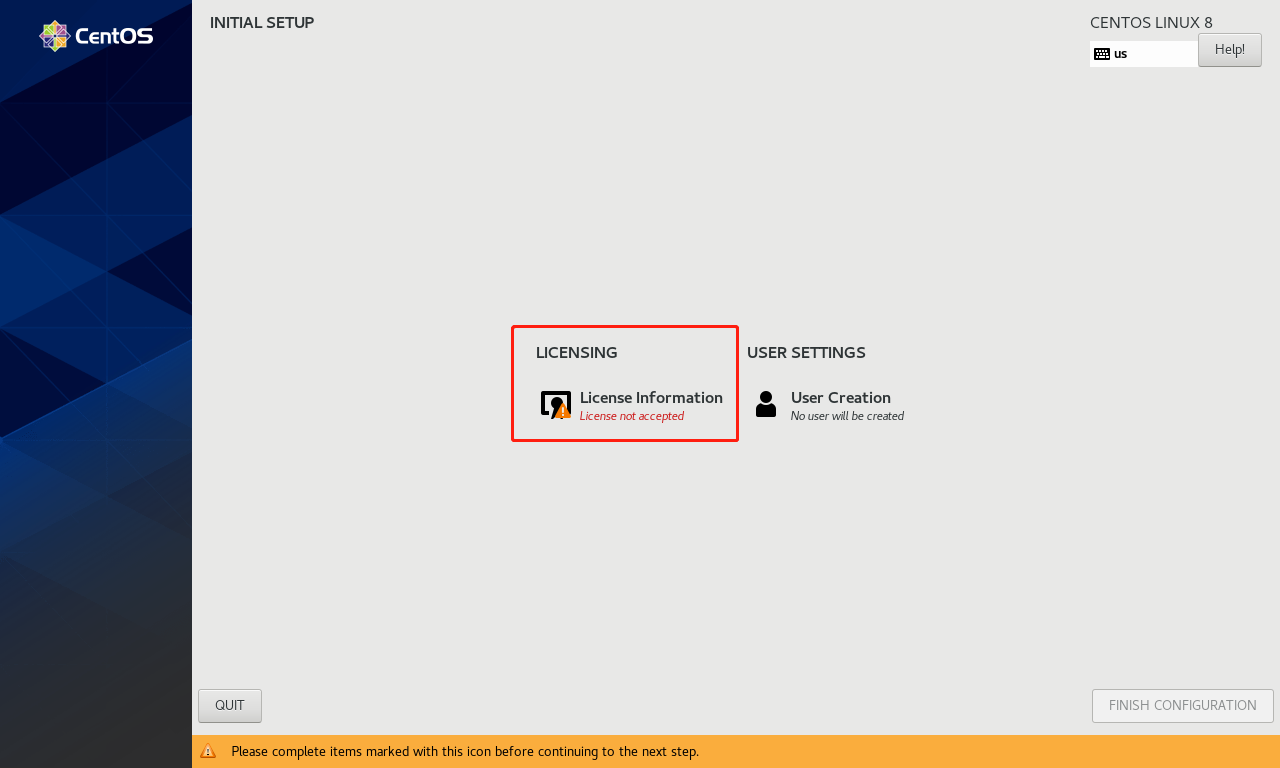 CentOS
INITIAL SETUP
CENTOS LINUX 8
us
Help!
LICENSING
License Information
License not accepted
USER SETTINGS
User Creation
No user will be created
QUIT
FINISH CONFIGURATION
Please complete items marked with this icon before continuing to the next step.